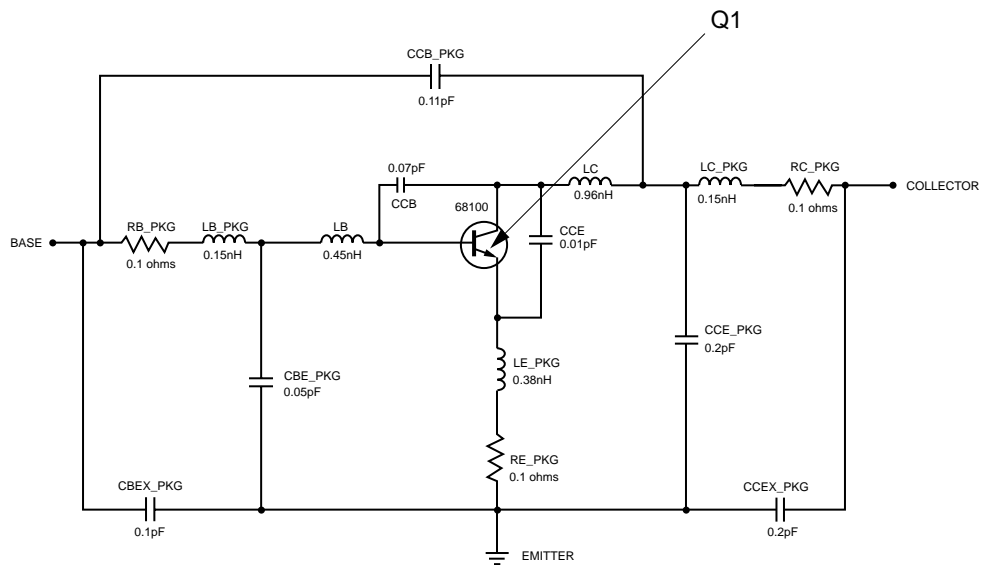 Q1
CCB_PKG
0.11pF
0.07pF
CCB
68100
LC
0.96nH
LC_PKG
0.15nH
RC_PKG
0.1 ohms
COLLECTOR
BASE
RB_PKG
0.1 ohms
LB_PKG
0.15nH
LB
0.45nH
CCE
0.01pF
CCE_PKG
0.2pF
LE_PKG
0.38nH
CBE_PKG
0.05pF
RE_PKG
0.1 ohms
CBEX_PKG
0.1pF
CCEX_PKG
0.2pF
EMITTER